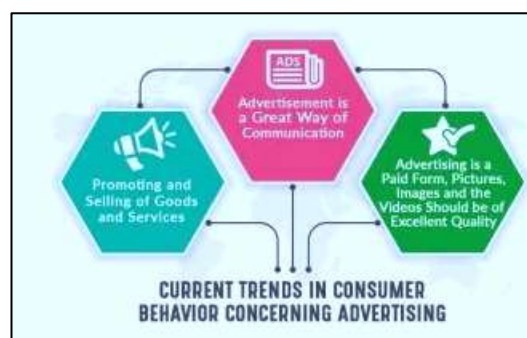 ADS
Advertisement is
a Great Way of
Communication
Promoting and
Selling of Goods
and Services
Advertising is a
Paid Form, Pictures,
Images and the
Videos Should be of
Excellent Quality
CURRENT TRENDS IN CONSUMER
BEHAVIOR CONCERNING ADVERTISING